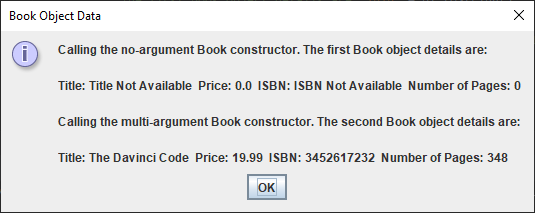 Book Object Data
Calling the no-argument Book constructor. The first Book object details are:
Title: Title Not Available  Price: 0.0  ISBN: ISBN Not Available  Number of Pages: 0
Calling the multi-argument Book constructor. The second Book object details are:
Title: The Davinci Code  Price: 19.99  ISBN: 3452617232  Number of Pages: 348
OK